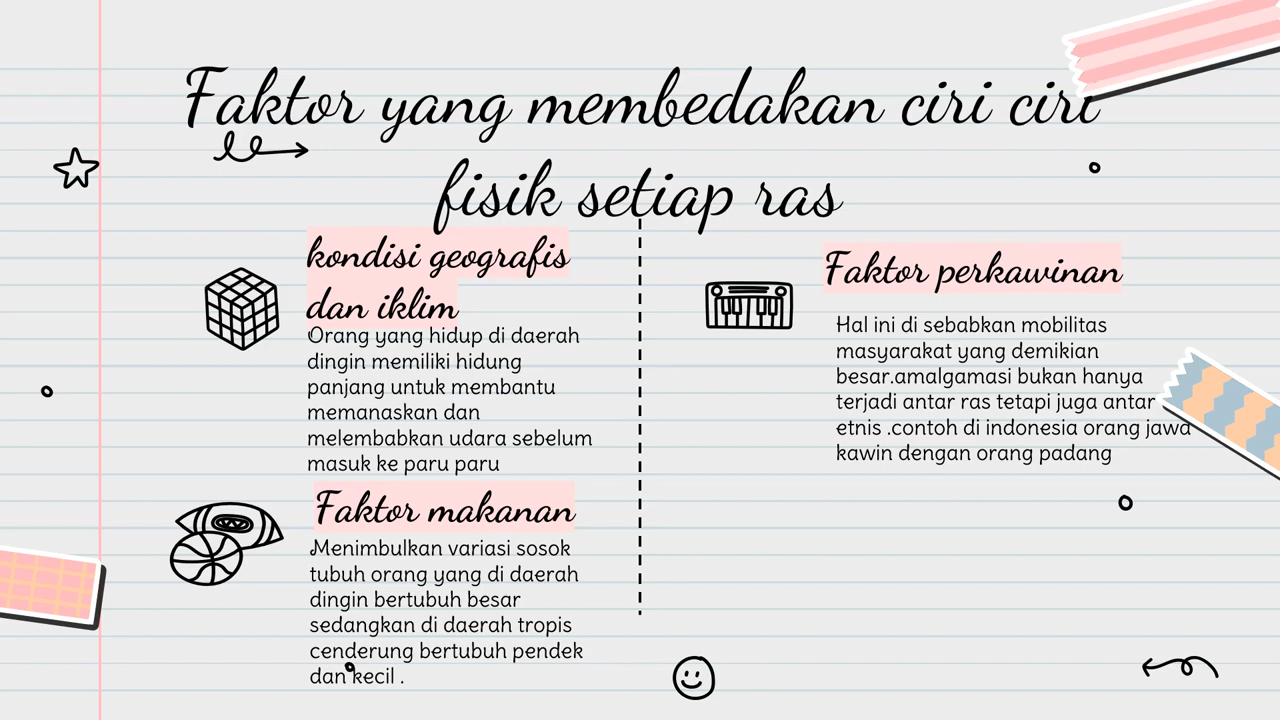 Faktor yang membedakan ciri ciri
fisik setiap ras
kondisi geografis
dan iklim
Orang yang hidup di daerah
dingin memiliki hidung
panjang untuk membantu
memanaskan dan
melembabkan udara sebelum
masuk ke paru paru
Faktor makanan
Menimbulkan variasi sosok
tubuh orang yang di daerah
dingin bertubuh besar
sedangkan di daerah tropis
cenderung bertubuh pendek
dan kecil .
Faktor perkawinan
Hal ini di sebabkan mobilitas
masyarakat yang demikian
besar.amalgamasi bukan hanya
terjadi antar ras tetapi juga antar
etnis .contoh di indonesia orang jawa
kawin dengan orang padang